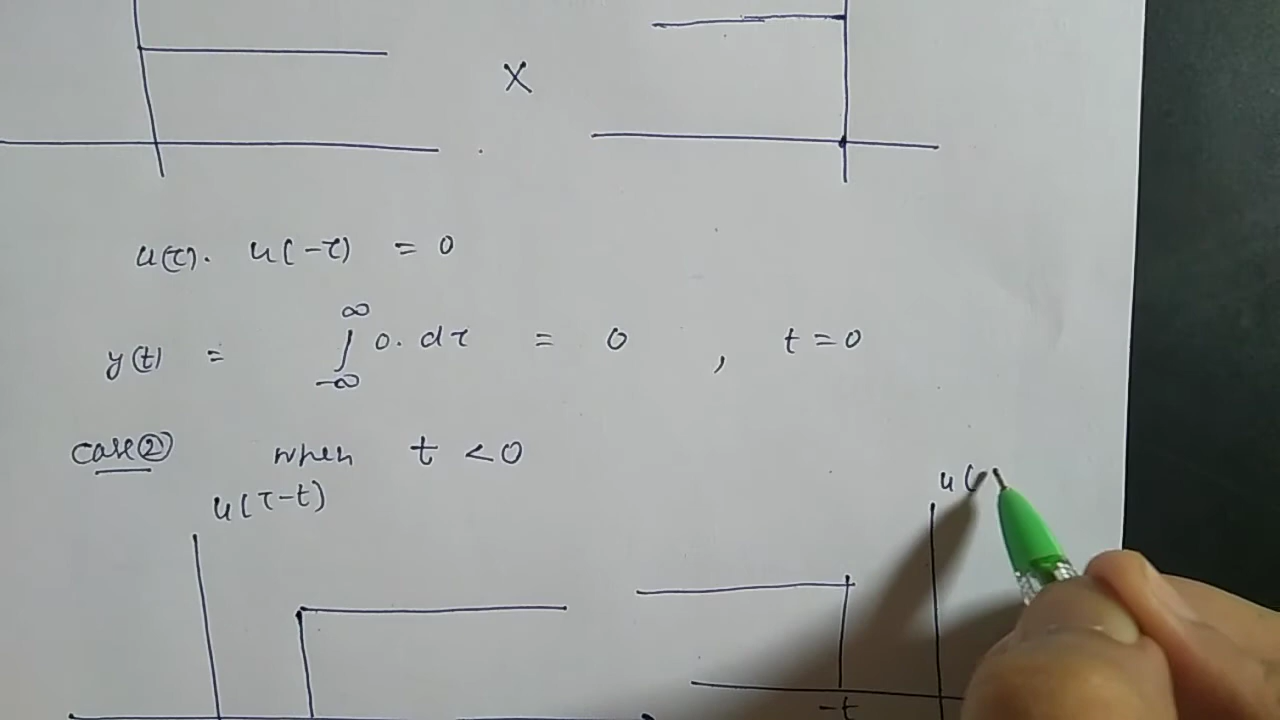 X
u(τ). u(-τ) = 0
y(t) = ∫_{-∞}^{∞} 0. dτ = 0 , t=0
Case② when t <0
u(τ-t)
u(
-t